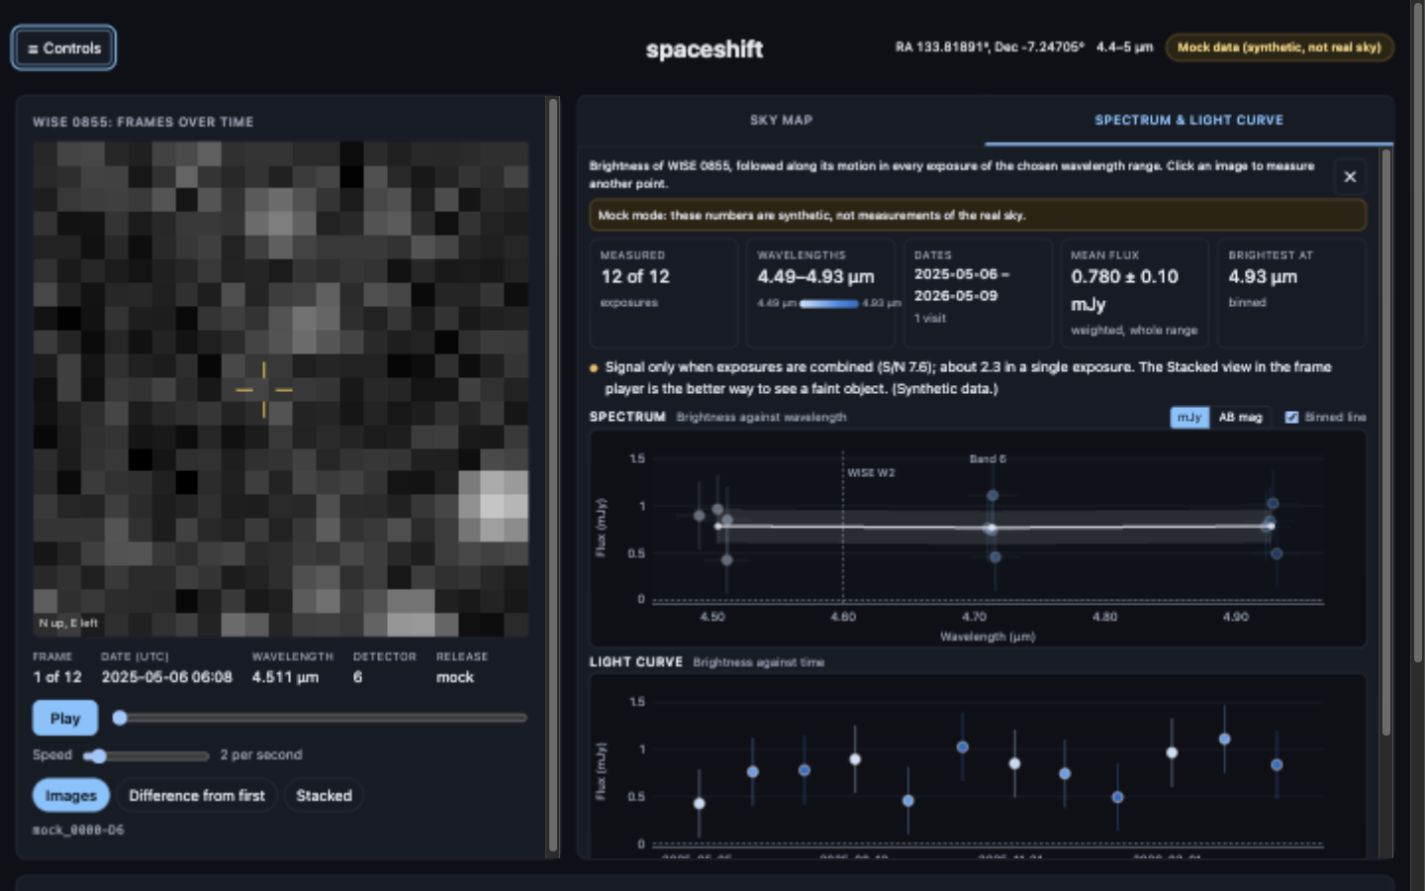 ≡ Controls
spaceshift
RA 133.81891°, Dec -7.24705° 4.4–5 µm Mock data (synthetic, not real sky)
WISE 0855: FRAMES OVER TIME
N up, E left
FRAME DATE (UTC) WAVELENGTH DETECTOR RELEASE
1 of 12 2025-05-06 06:08 4.511 µm 6 mock
Play
Speed 2 per second
Images Difference from first Stacked
mock_0000-D6
SKY MAP SPECTRUM & LIGHT CURVE
Brightness of WISE 0855, followed along its motion in every exposure of the chosen wavelength range. Click an image to measure
another point.
✕
Mock mode: these numbers are synthetic, not measurements of the real sky.
MEASURED
12 of 12
exposures
WAVELENGTHS
4.49–4.93 µm
4.49 µm 4.93 µm
DATES
2025-05-06 –
2026-05-09
1 visit
MEAN FLUX
0.780 ± 0.10
mJy
weighted, whole range
BRIGHTEST AT
4.93 µm
binned
Signal only when exposures are combined (S/N 7.6); about 2.3 in a single exposure. The Stacked view in the frame
player is the better way to see a faint object. (Synthetic data.)
SPECTRUM Brightness against wavelength mJy AB mag Binned line
Band 6
WISE W2
Flux (mJy)
1.5
1
0.5
0
4.50 4.60 4.70 4.80 4.90
Wavelength (µm)
LIGHT CURVE Brightness against time
Flux (mJy)
1.5
1
0.5
0